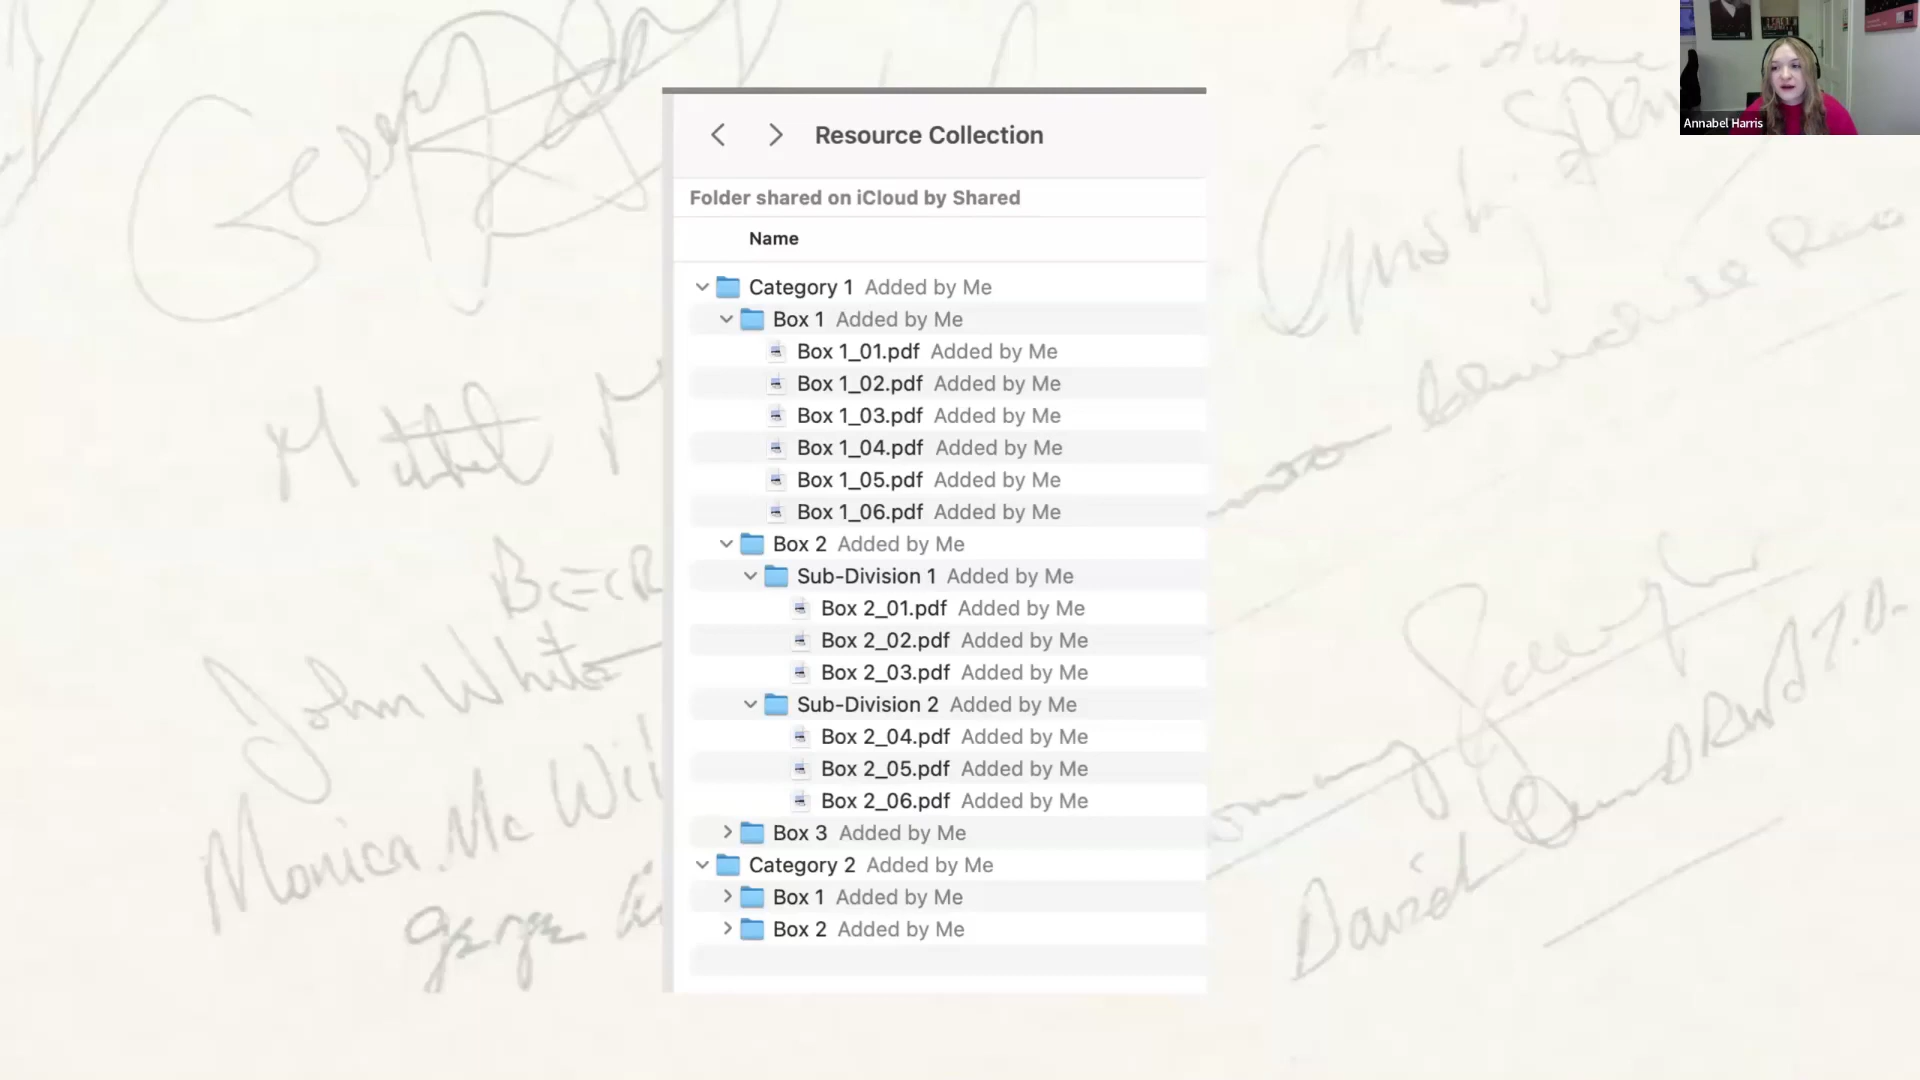 Resource Collection
Folder shared on iCloud by Shared
Name
Category 1 Added by Me
Box 1 Added by Me
Box 1_01.pdf Added by Me
Box 1_02.pdf Added by Me
Box 1_03.pdf Added by Me
Box 1_04.pdf Added by Me
Box 1_05.pdf Added by Me
Box 1_06.pdf Added by Me
Box 2 Added by Me
Sub-Division 1 Added by Me
Box 2_01.pdf Added by Me
Box 2_02.pdf Added by Me
Box 2_03.pdf Added by Me
Sub-Division 2 Added by Me
Box 2_04.pdf Added by Me
Box 2_05.pdf Added by Me
Box 2_06.pdf Added by Me
Box 3 Added by Me
Category 2 Added by Me
Box 1 Added by Me
Box 2 Added by Me
Annabel Harris
John White
Monica Mc Wil
David